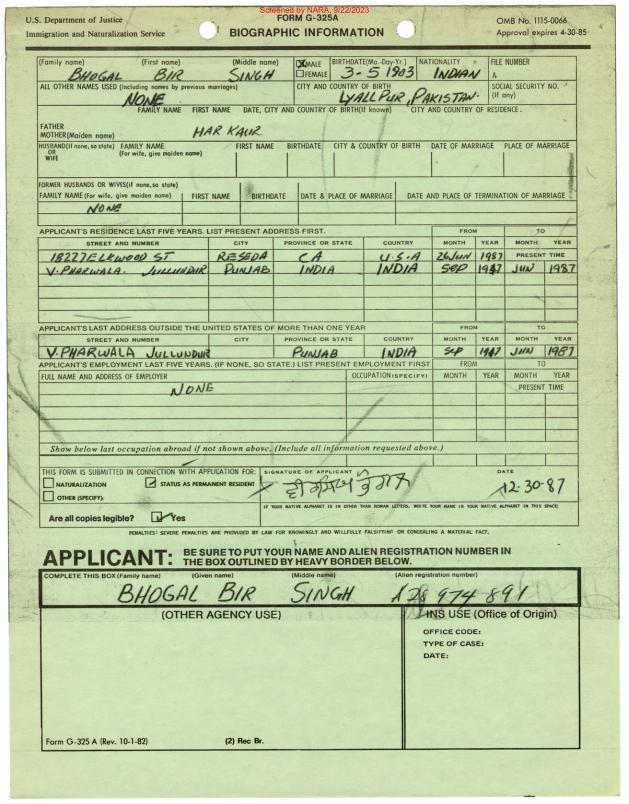 Screened by NARA, 9/22/2023
U.S. Department of Justice
Immigration and Naturalization Service
FORM G-325A
BIOGRAPHIC INFORMATION
OMB No. 1115-0066
Approval expires 4-30-85
(Family name) (First name) (Middle name)
BHOGAL BIR SINGH
MALE
FEMALE
BIRTHDATE(Mo.-Day-Yr.)
3-5 1903
NATIONALITY
INDIAN
FILE NUMBER
A
ALL OTHER NAMES USED (Including names by previous marriages)
NONE
CITY AND COUNTRY OF BIRTH
LYALLPUR, PAKISTAN.
SOCIAL SECURITY NO.
(If any)
FAMILY NAME FIRST NAME DATE, CITY AND COUNTRY OF BIRTH(If known) CITY AND COUNTRY OF RESIDENCE.
FATHER
MOTHER(Maiden name) HAR KAUR
HUSBAND(If none, so state) FAMILY NAME FIRST NAME BIRTHDATE CITY & COUNTRY OF BIRTH DATE OF MARRIAGE PLACE OF MARRIAGE
OR (For wife, give maiden name)
WIFE
FORMER HUSBANDS OR WIVES(if none,so state)
FAMILY NAME (For wife, give maiden name) FIRST NAME BIRTHDATE DATE & PLACE OF MARRIAGE DATE AND PLACE OF TERMINATION OF MARRIAGE
NONE
APPLICANT'S RESIDENCE LAST FIVE YEARS. LIST PRESENT ADDRESS FIRST. FROM TO
STREET AND NUMBER CITY PROVINCE OR STATE COUNTRY MONTH YEAR MONTH YEAR
18227 ELKWOOD ST RESEDA CA U.S.A 26 JUN 1987 PRESENT TIME
V. PHARWALA. JULLUNDUR PUNJAB INDIA INDIA SEP 1947 JUN 1987
APPLICANT'S LAST ADDRESS OUTSIDE THE UNITED STATES OF MORE THAN ONE YEAR FROM TO
STREET AND NUMBER CITY PROVINCE OR STATE COUNTRY MONTH YEAR MONTH YEAR
V. PHARWALA JULLUNDUR PUNJAB INDIA SEP 1947 JUN 1987
APPLICANT'S EMPLOYMENT LAST FIVE YEARS. (IF NONE, SO STATE.) LIST PRESENT EMPLOYMENT FIRST FROM TO
FULL NAME AND ADDRESS OF EMPLOYER OCCUPATION(SPECIFY) MONTH YEAR MONTH YEAR
NONE PRESENT TIME
Show below last occupation abroad if not shown above. (Include all information requested above.)
THIS FORM IS SUBMITTED IN CONNECTION WITH APPLICATION FOR:
NATURALIZATION STATUS AS PERMANENT RESIDENT
OTHER (SPECIFY):
Are all copies legible? Yes
SIGNATURE OF APPLICANT DATE
12-30-87
IF YOUR NATIVE ALPHABET IS IN OTHER THAN ROMAN LETTERS, WRITE YOUR NAME IN YOUR NATIVE ALPHABET IN THIS SPACE:
PENALTIES: SEVERE PENALTIES ARE PROVIDED BY LAW FOR KNOWINGLY AND WILLFULLY FALSIFYING OR CONCEALING A MATERIAL FACT.
APPLICANT: BE SURE TO PUT YOUR NAME AND ALIEN REGISTRATION NUMBER IN
THE BOX OUTLINED BY HEAVY BORDER BELOW.
COMPLETE THIS BOX (Family name) (Given name) (Middle name) (Alien registration number)
BHOGAL BIR SINGH A28 974 891
(OTHER AGENCY USE)
INS USE (Office of Origin)
OFFICE CODE:
TYPE OF CASE:
DATE:
Form G-325 A (Rev. 10-1-82) (2) Rec Br.